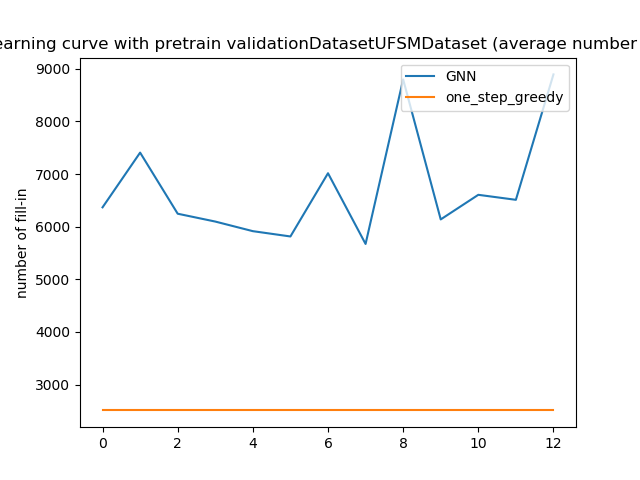 earning curve with pretrain validationDatasetUFSMDataset (average number
9000
8000
7000
6000
5000
4000
3000
number of fill-in
GNN
one_step_greedy
0 2 4 6 8 10 12